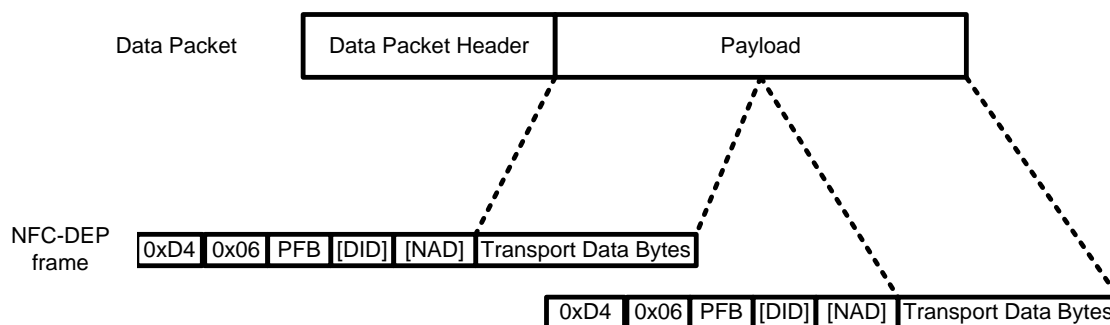 Data Packet Data Packet Header Payload
NFC-DEP
frame
0xD4 0x06 PFB [DID] [NAD] Transport Data Bytes
0xD4 0x06 PFB [DID] [NAD] Transport Data Bytes